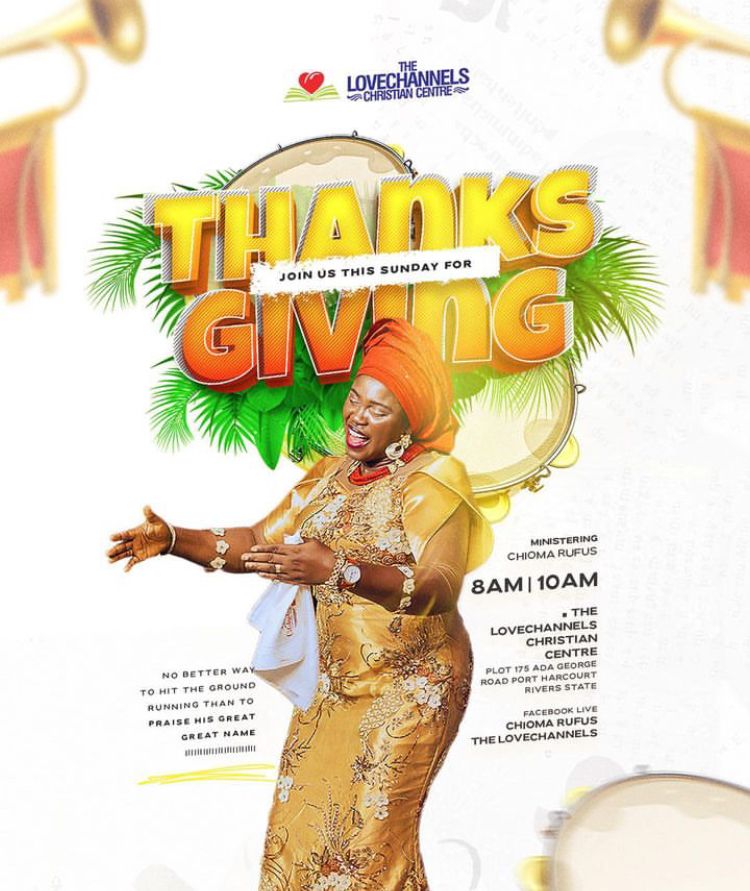 THE
LOVECHANNELS
CHRISTIAN CENTRE
THANKS
JOIN US THIS SUNDAY FOR
GIVING
MINISTERING
CHIOMA RUFUS
8AM | 10AM
THE
LOVECHANNELS
CHRISTIAN
CENTRE
PLOT 175 ADA GEORGE
ROAD PORT HARCOURT
RIVERS STATE
FACEBOOK LIVE
CHIOMA RUFUS
THE LOVECHANNELS
NO BETTER WAY
TO HIT THE GROUND
RUNNING THAN TO
PRAISE HIS GREAT
GREAT NAME